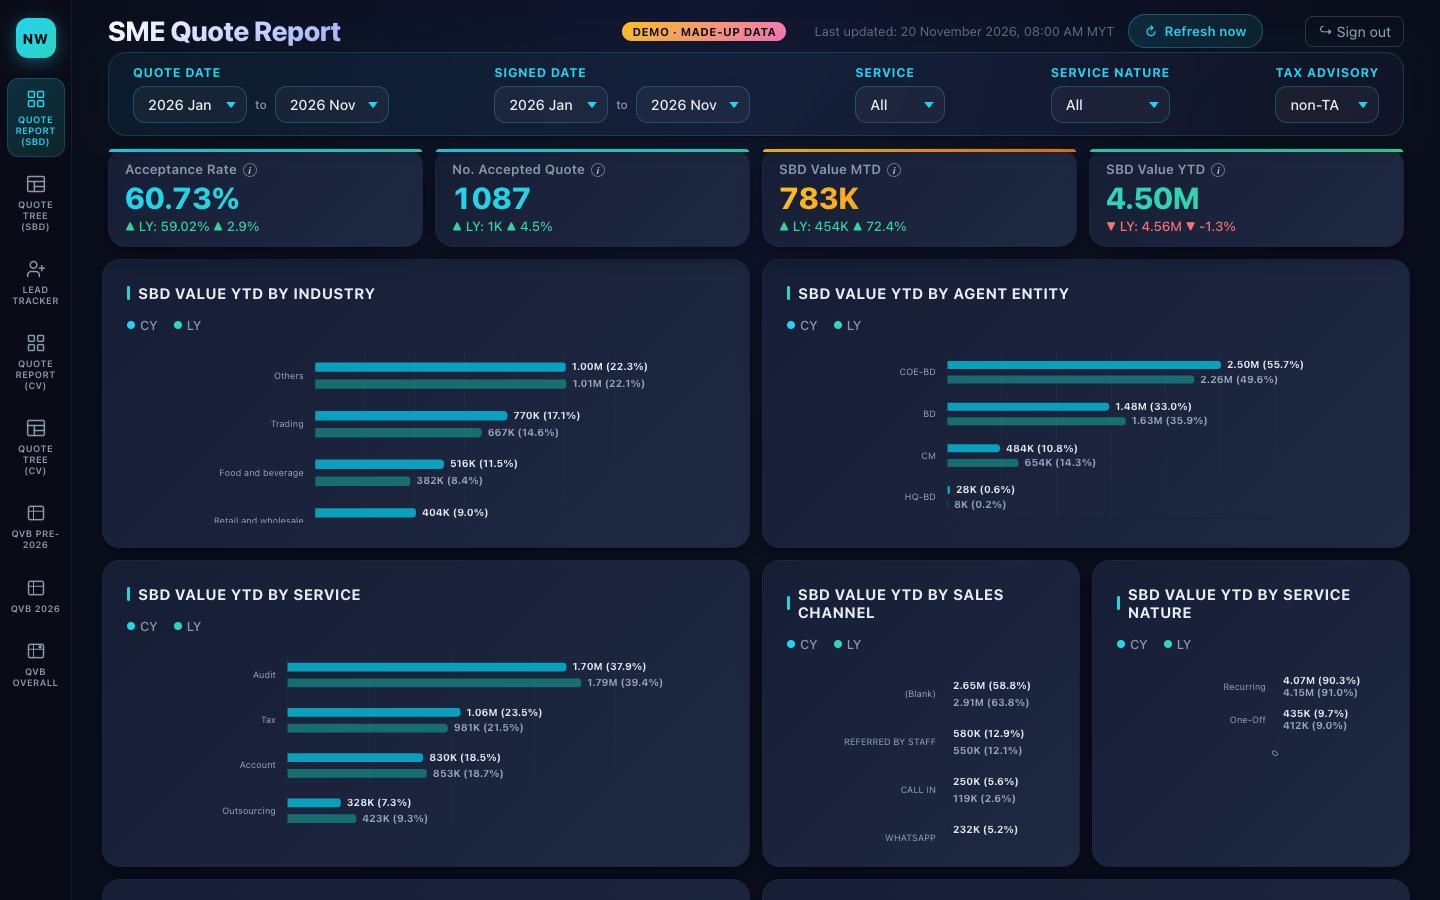 NW
SME Quote Report
DEMO · MADE-UP DATA
Last updated: 20 November 2026, 08:00 AM MYT
Refresh now
Sign out
QUOTE REPORT (SBD)
QUOTE TREE (SBD)
LEAD TRACKER
QUOTE REPORT (CV)
QUOTE TREE (CV)
QVB PRE-2026
QVB 2026
QVB OVERALL
QUOTE DATE
2026 Jan to 2026 Nov
SIGNED DATE
2026 Jan to 2026 Nov
SERVICE
All
SERVICE NATURE
All
TAX ADVISORY
non-TA
Acceptance Rate i
60.73%
▲ LY: 59.02% ▲ 2.9%
No. Accepted Quote i
1087
▲ LY: 1K ▲ 4.5%
SBD Value MTD i
783K
▲ LY: 454K ▲ 72.4%
SBD Value YTD i
4.50M
▼ LY: 4.56M ▼ -1.3%
SBD VALUE YTD BY INDUSTRY
CY LY
Others
1.00M (22.3%)
1.01M (22.1%)
Trading
770K (17.1%)
667K (14.6%)
Food and beverage
516K (11.5%)
382K (8.4%)
Retail and wholesale
404K (9.0%)
SBD VALUE YTD BY AGENT ENTITY
CY LY
COE-BD
2.50M (55.7%)
2.26M (49.6%)
BD
1.48M (33.0%)
1.63M (35.9%)
CM
484K (10.8%)
654K (14.3%)
HQ-BD
28K (0.6%)
8K (0.2%)
SBD VALUE YTD BY SERVICE
CY LY
Audit
1.70M (37.9%)
1.79M (39.4%)
Tax
1.06M (23.5%)
981K (21.5%)
Account
830K (18.5%)
853K (18.7%)
Outsourcing
328K (7.3%)
423K (9.3%)
SBD VALUE YTD BY SALES
CHANNEL
CY LY
(Blank)
2.65M (58.8%)
2.91M (63.8%)
REFERRED BY STAFF
580K (12.9%)
550K (12.1%)
CALL IN
250K (5.6%)
119K (2.6%)
WHATSAPP
232K (5.2%)
SBD VALUE YTD BY SERVICE
NATURE
CY LY
Recurring
4.07M (90.3%)
4.15M (91.0%)
One-Off
435K (9.7%)
412K (9.0%)
0